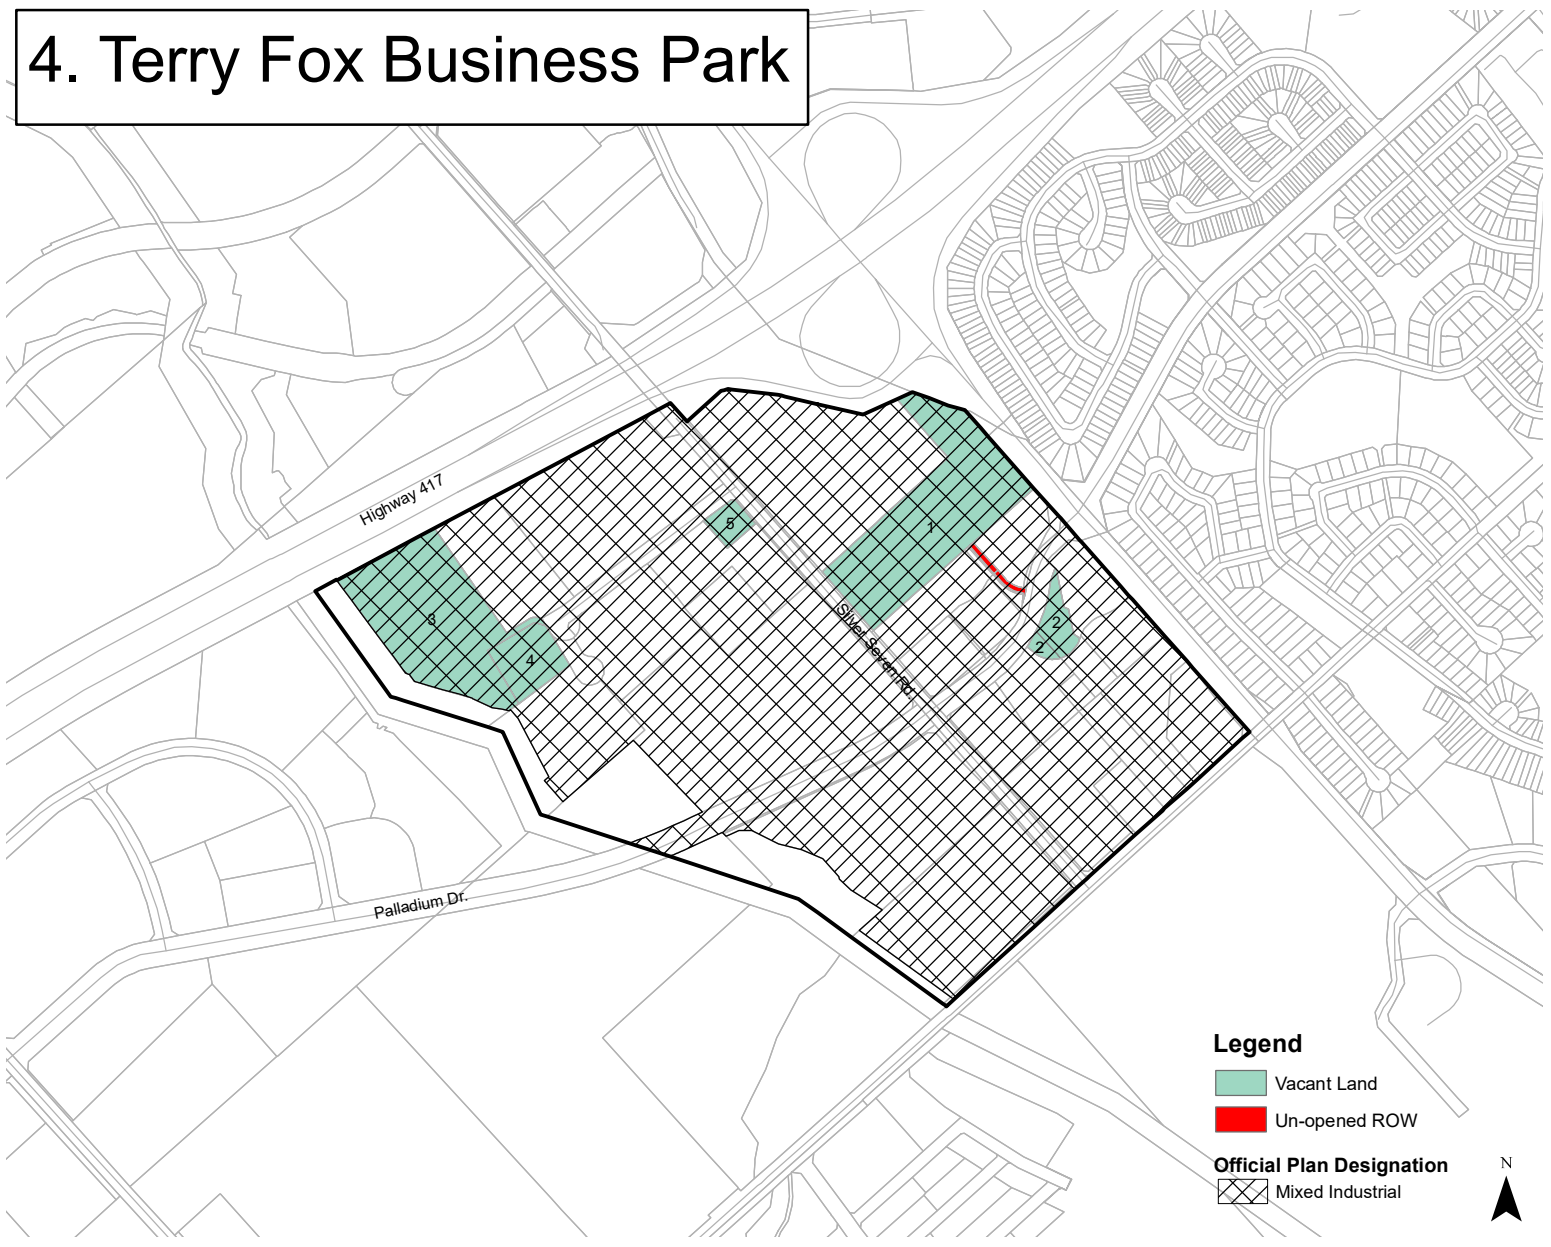 4. Terry Fox Business Park
Highway 417
5
1
3
2
4
2
Silver Seven Rd.
Palladium Dr.
Legend
Vacant Land
Un-opened ROW
Official Plan Designation
N
Mixed Industrial